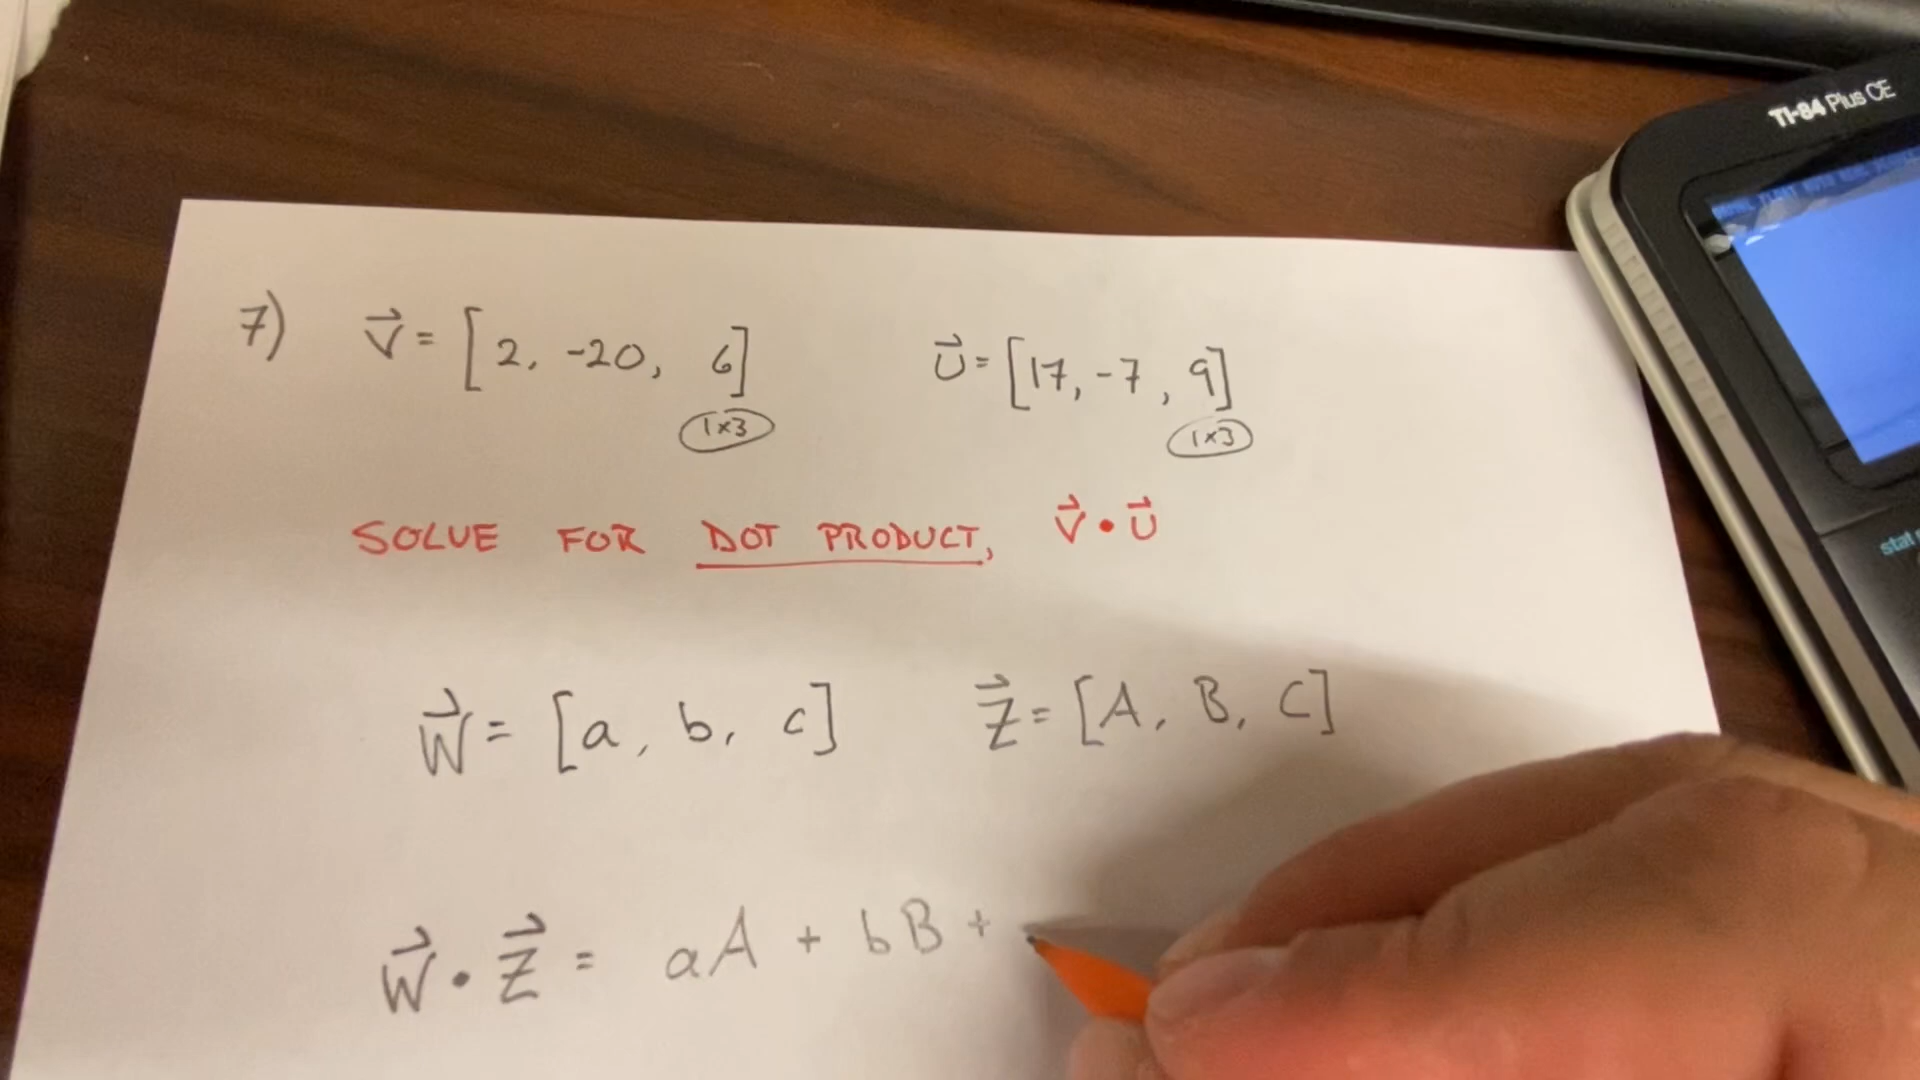 TI-84 Plus CE
7) V⃗ = [2, -20, 6] U⃗ = [17, -7, 9]
1x3 1x3
SOLVE FOR DOT PRODUCT, V⃗ • U⃗
W⃗ = [a, b, c] Z⃗ = [A, B, C]
W⃗ • Z⃗ = aA + bB +
stat